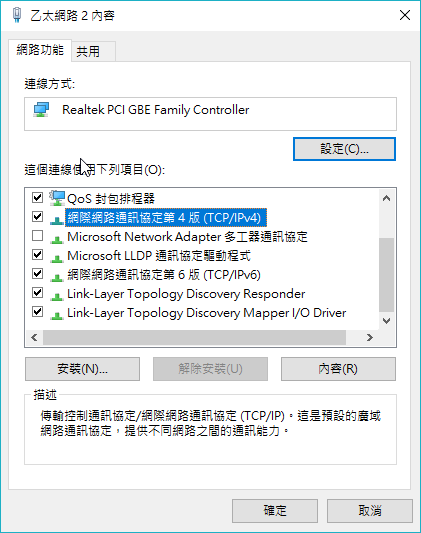 乙太網路 2 內容
網路功能
共用
連線方式:
Realtek PCI GBE Family Controller
設定(C)...
這個連線使用下列項目(O):
QoS 封包排程器
網際網路通訊協定第 4 版 (TCP/IPv4)
Microsoft Network Adapter 多工器通訊協定
Microsoft LLDP 通訊協定驅動程式
網際網路通訊協定第 6 版 (TCP/IPv6)
Link-Layer Topology Discovery Responder
Link-Layer Topology Discovery Mapper I/O Driver
安裝(N)...
解除安裝(U)
內容(R)
描述
傳輸控制通訊協定/網際網路通訊協定 (TCP/IP)。這是預設的廣域
網路通訊協定，提供不同網路之間的通訊能力。
確定
取消